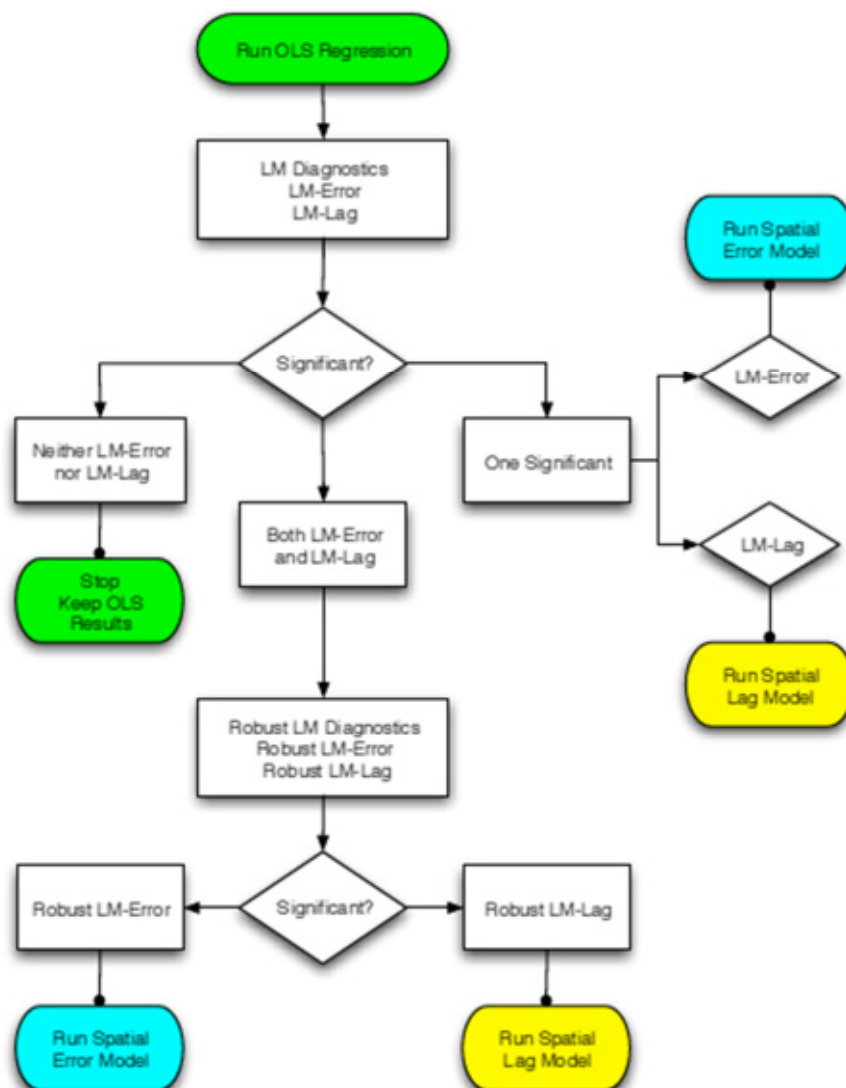 Run OLS Regression
LM Diagnostics
LM-Error
LM-Lag
Run Spatial
Error Model
Significant?
LM-Error
Neither LM-Error
nor LM-Lag
One Significant
Both LM-Error
and LM-Lag
LM-Lag
Stop
Keep OLS
Results
Run Spatial
Lag Model
Robust LM Diagnostics
Robust LM-Error
Robust LM-Lag
Robust LM-Error
Significant?
Robust LM-Lag
Run Spatial
Error Model
Run Spatial
Lag Model